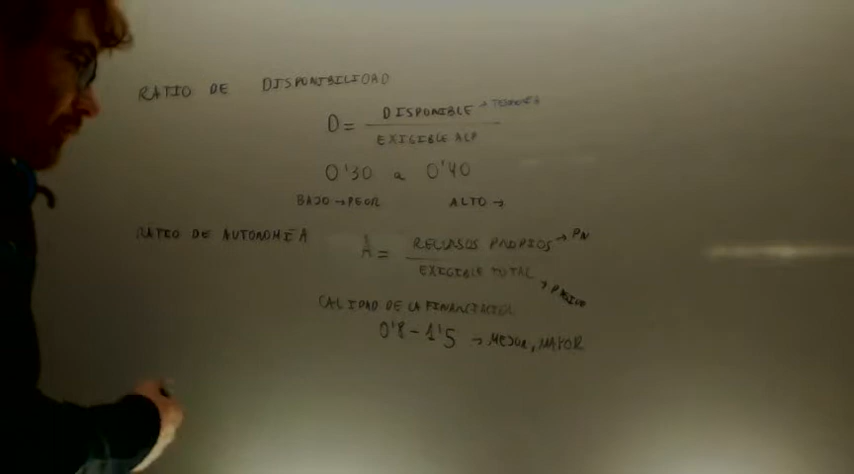 RATIO DE DISPONIBILIDAD
D = DISPONIBLE → TESORERÍA
EXIGIBLE ALP
0'30 a 0'40
BAJO → PEOR ALTO →
RATIO DE AUTONOMÍA
A = RECURSOS PROPIOS → PN
EXIGIBLE TOTAL → PASIVO
CALIDAD DE LA FINANCIACIÓN
0'8 - 1'5 → MEJOR, MAYOR